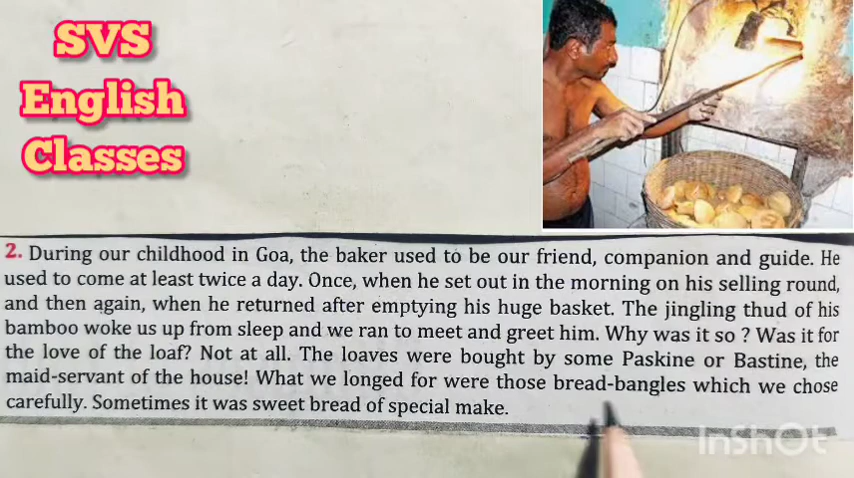 SVS
English
Classes
2. During our childhood in Goa, the baker used to be our friend, companion and guide. He
used to come at least twice a day. Once, when he set out in the morning on his selling round,
and then again, when he returned after emptying his huge basket. The jingling thud of his
bamboo woke us up from sleep and we ran to meet and greet him. Why was it so ? Was it for
the love of the loaf? Not at all. The loaves were bought by some Paskine or Bastine, the
maid-servant of the house! What we longed for were those bread-bangles which we chose
carefully. Sometimes it was sweet bread of special make.
InShOt